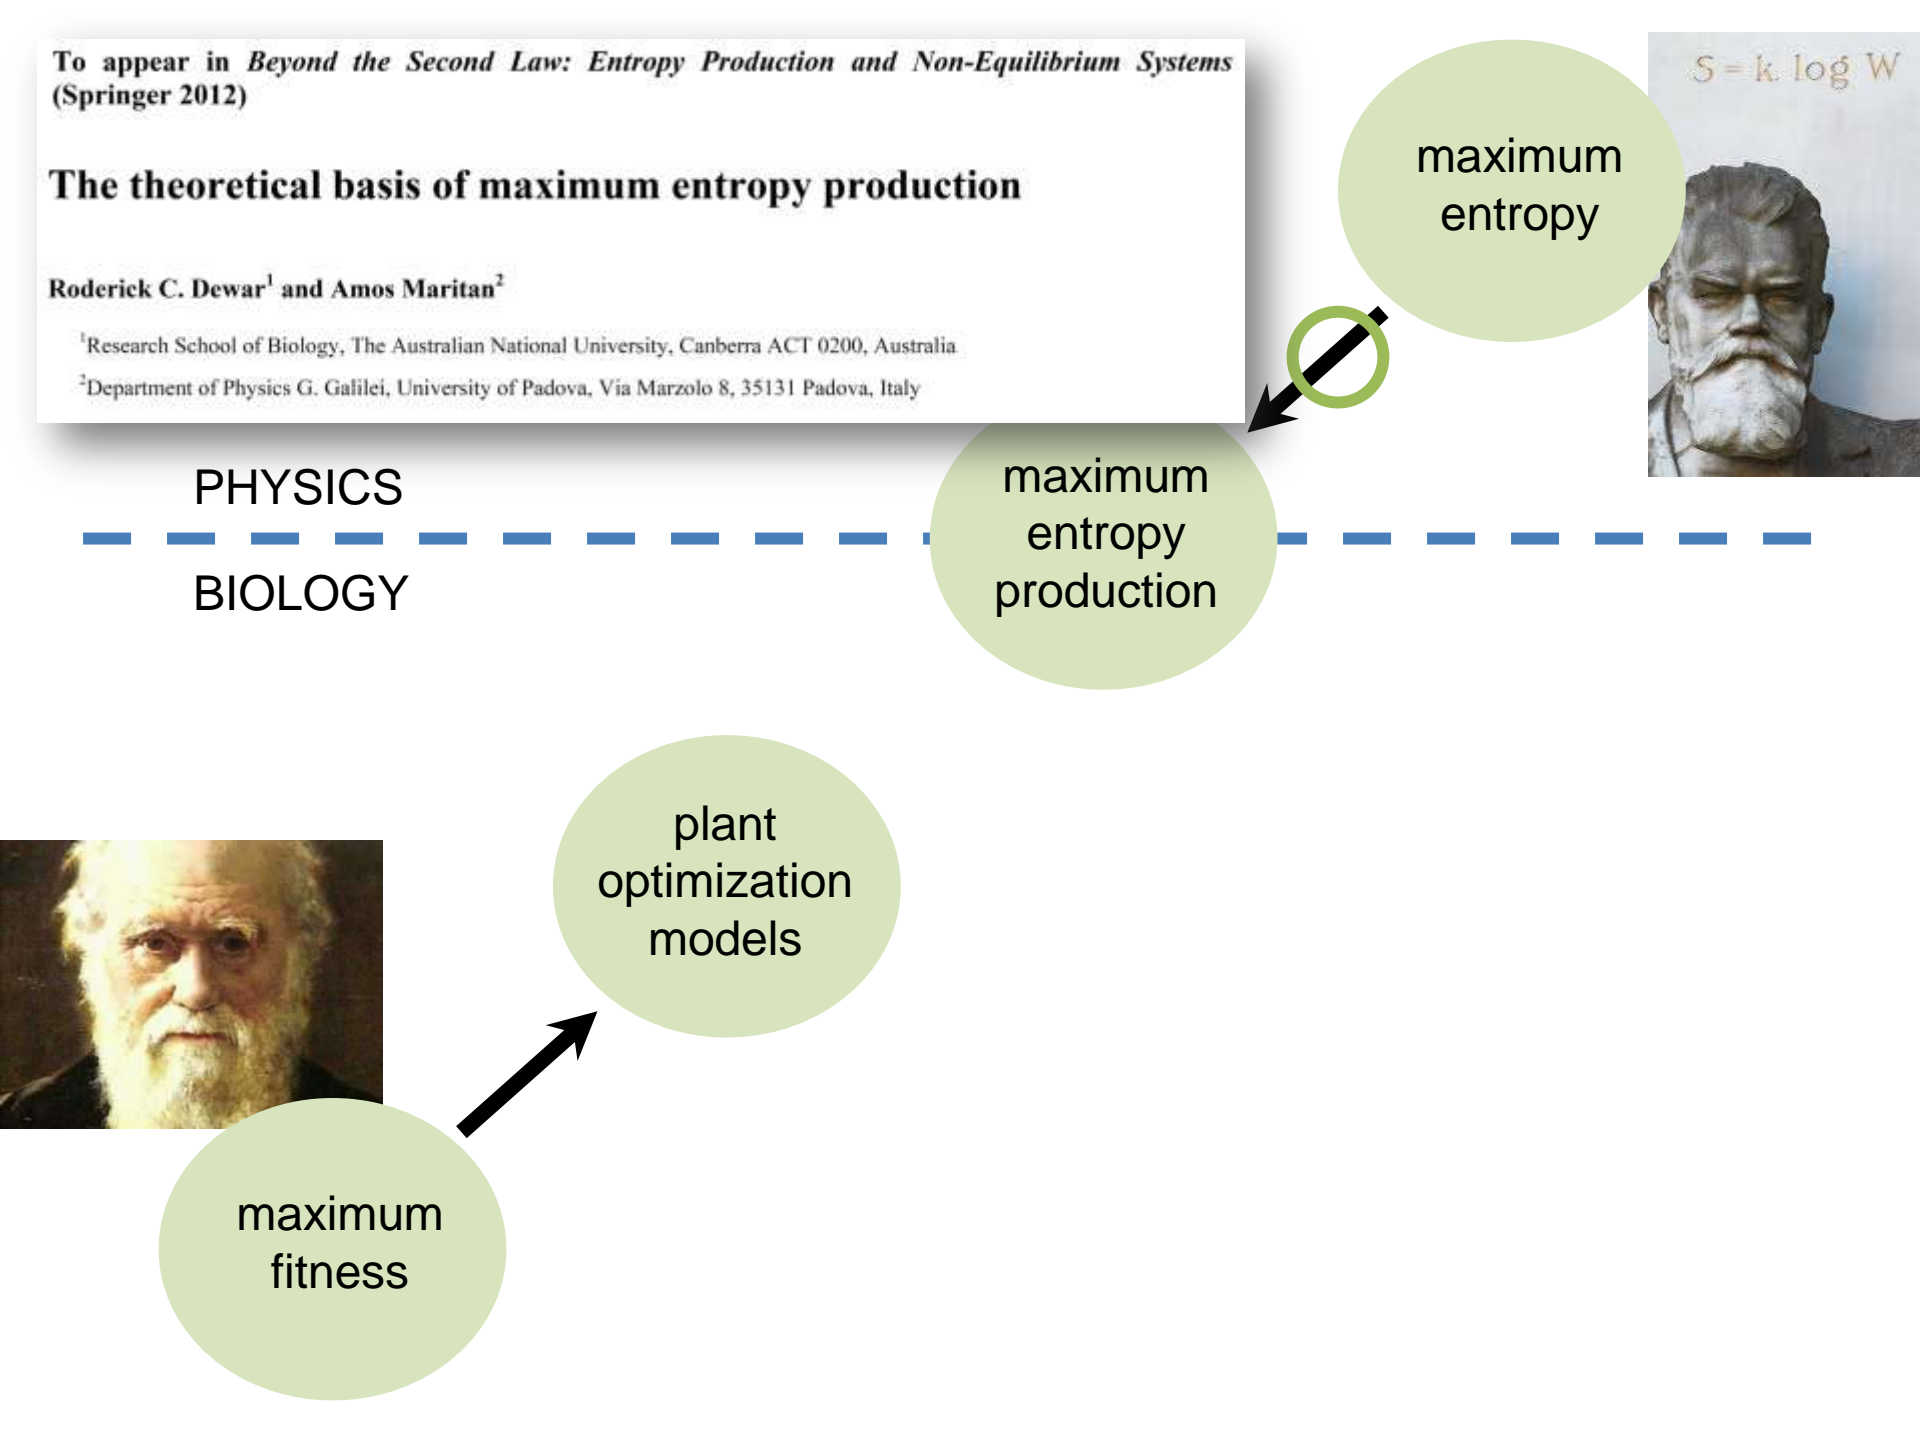 To appear in Beyond the Second Law: Entropy Production and Non-Equilibrium Systems
(Springer 2012)
The theoretical basis of maximum entropy production
Roderick C. Dewar¹ and Amos Maritan²
¹Research School of Biology, The Australian National University, Canberra ACT 0200, Australia
²Department of Physics G. Galilei, University of Padova, Via Marzolo 8, 35131 Padova, Italy
S = k. log W
maximum
entropy
PHYSICS
maximum
entropy
production
BIOLOGY
plant
optimization
models
maximum
fitness